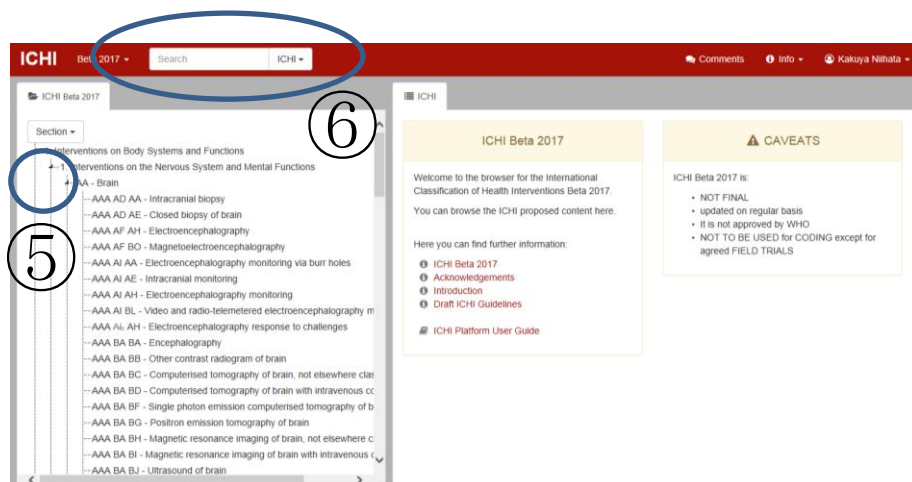 ICHI Beta 2017 Search ICHI Comments Info Kakuya Niihata
ICHI Beta 2017
ICHI
⑥
Section
Interventions on Body Systems and Functions
1. Interventions on the Nervous System and Mental Functions
AA - Brain
AAA AD AA - Intracranial biopsy
AAA AD AE - Closed biopsy of brain
AAA AF AH - Electroencephalography
AAA AF BO - Magnetoelectroencephalography
AAA AI AA - Electroencephalography monitoring via burr holes
AAA AI AE - Intracranial monitoring
AAA AI AH - Electroencephalography monitoring
AAA AI BL - Video and radio-telemetered electroencephalography m
AAA AH - Electroencephalography response to challenges
AAA BA BA - Encephalography
AAA BA BB - Other contrast radiogram of brain
AAA BA BC - Computerised tomography of brain, not elsewhere clas
AAA BA BD - Computerised tomography of brain with intravenous co
AAA BA BF - Single photon emission computerised tomography of b
AAA BA BG - Positron emission tomography of brain
AAA BA BH - Magnetic resonance imaging of brain, not elsewhere c
AAA BA BI - Magnetic resonance imaging of brain with intravenous c
AAA BA BJ - Ultrasound of brain
⑤
ICHI Beta 2017
Welcome to the browser for the International
Classification of Health Interventions Beta 2017.
You can browse the ICHI proposed content here.
Here you can find further information:
ICHI Beta 2017
Acknowledgements
Introduction
Draft ICHI Guidelines
ICHI Platform User Guide
CAVEATS
ICHI Beta 2017 is:
• NOT FINAL
• updated on regular basis
• It is not approved by WHO
• NOT TO BE USED for CODING except for
agreed FIELD TRIALS